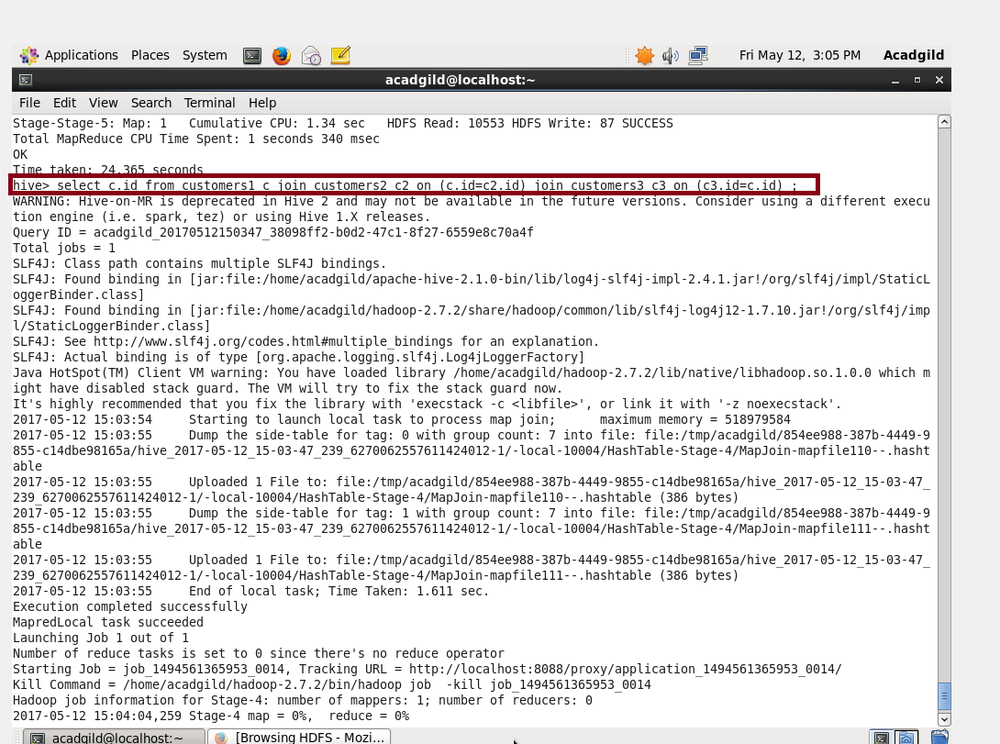 Applications Places System Fri May 12, 3:05 PM Acadgild
acadgild@localhost:~
File Edit View Search Terminal Help
Stage-Stage-5: Map: 1 Cumulative CPU: 1.34 sec HDFS Read: 10553 HDFS Write: 87 SUCCESS
Total MapReduce CPU Time Spent: 1 seconds 340 msec
OK
Time taken: 24.365 seconds
hive> select c.id from customers1 c join customers2 c2 on (c.id=c2.id) join customers3 c3 on (c3.id=c.id) ;
WARNING: Hive-on-MR is deprecated in Hive 2 and may not be available in the future versions. Consider using a different execu
tion engine (i.e. spark, tez) or using Hive 1.X releases.
Query ID = acadgild_20170512150347_38098ff2-b0d2-47c1-8f27-6559e8c70a4f
Total jobs = 1
SLF4J: Class path contains multiple SLF4J bindings.
SLF4J: Found binding in [jar:file:/home/acadgild/apache-hive-2.1.0-bin/lib/log4j-slf4j-impl-2.4.1.jar!/org/slf4j/impl/StaticL
oggerBinder.class]
SLF4J: Found binding in [jar:file:/home/acadgild/hadoop-2.7.2/share/hadoop/common/lib/slf4j-log4j12-1.7.10.jar!/org/slf4j/imp
l/StaticLoggerBinder.class]
SLF4J: See http://www.slf4j.org/codes.html#multiple_bindings for an explanation.
SLF4J: Actual binding is of type [org.apache.logging.slf4j.Log4jLoggerFactory]
Java HotSpot(TM) Client VM warning: You have loaded library /home/acadgild/hadoop-2.7.2/lib/native/libhadoop.so.1.0.0 which m
ight have disabled stack guard. The VM will try to fix the stack guard now.
It's highly recommended that you fix the library with 'execstack -c <libfile>', or link it with '-z noexecstack'.
2017-05-12 15:03:54 Starting to launch local task to process map join; maximum memory = 518979584
2017-05-12 15:03:55 Dump the side-table for tag: 0 with group count: 7 into file: file:/tmp/acadgild/854ee988-387b-4449-9
855-c14dbe98165a/hive_2017-05-12_15-03-47_239_6270062557611424012-1/-local-10004/HashTable-Stage-4/MapJoin-mapfile110--.hasht
able
2017-05-12 15:03:55 Uploaded 1 File to: file:/tmp/acadgild/854ee988-387b-4449-9855-c14dbe98165a/hive_2017-05-12_15-03-47_
239_6270062557611424012-1/-local-10004/HashTable-Stage-4/MapJoin-mapfile110--.hashtable (386 bytes)
2017-05-12 15:03:55 Dump the side-table for tag: 1 with group count: 7 into file: file:/tmp/acadgild/854ee988-387b-4449-9
855-c14dbe98165a/hive_2017-05-12_15-03-47_239_6270062557611424012-1/-local-10004/HashTable-Stage-4/MapJoin-mapfile111--.hasht
able
2017-05-12 15:03:55 Uploaded 1 File to: file:/tmp/acadgild/854ee988-387b-4449-9855-c14dbe98165a/hive_2017-05-12_15-03-47_
239_6270062557611424012-1/-local-10004/HashTable-Stage-4/MapJoin-mapfile111--.hashtable (386 bytes)
2017-05-12 15:03:55 End of local task; Time Taken: 1.611 sec.
Execution completed successfully
MapredLocal task succeeded
Launching Job 1 out of 1
Number of reduce tasks is set to 0 since there's no reduce operator
Starting Job = job_1494561365953_0014, Tracking URL = http://localhost:8088/proxy/application_1494561365953_0014/
Kill Command = /home/acadgild/hadoop-2.7.2/bin/hadoop job -kill job_1494561365953_0014
Hadoop job information for Stage-4: number of mappers: 1; number of reducers: 0
2017-05-12 15:04:04,259 Stage-4 map = 0%, reduce = 0%
acadgild@localhost:~ [Browsing HDFS - Mozi...